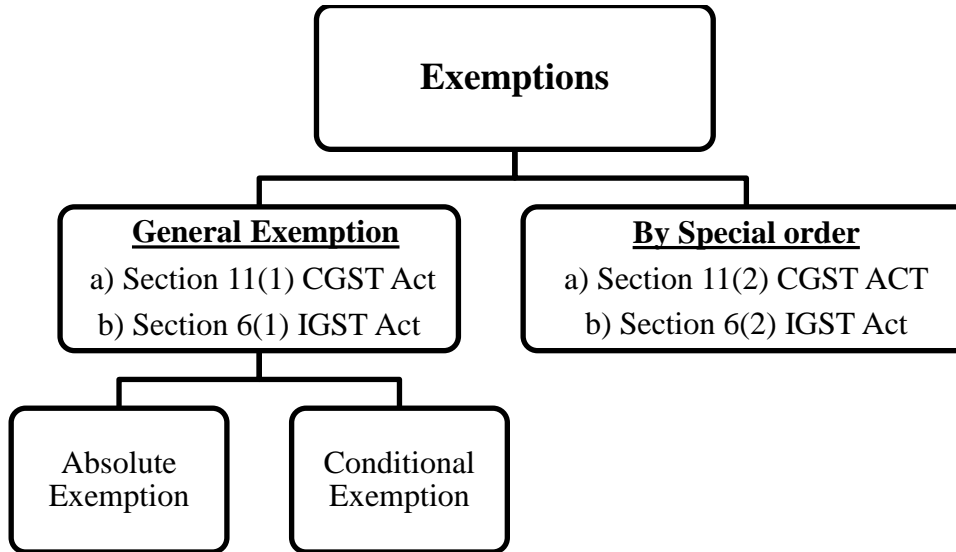 Exemptions
General Exemption
a) Section 11(1) CGST Act
b) Section 6(1) IGST Act
By Special order
a) Section 11(2) CGST ACT
b) Section 6(2) IGST Act
Absolute
Exemption
Conditional
Exemption